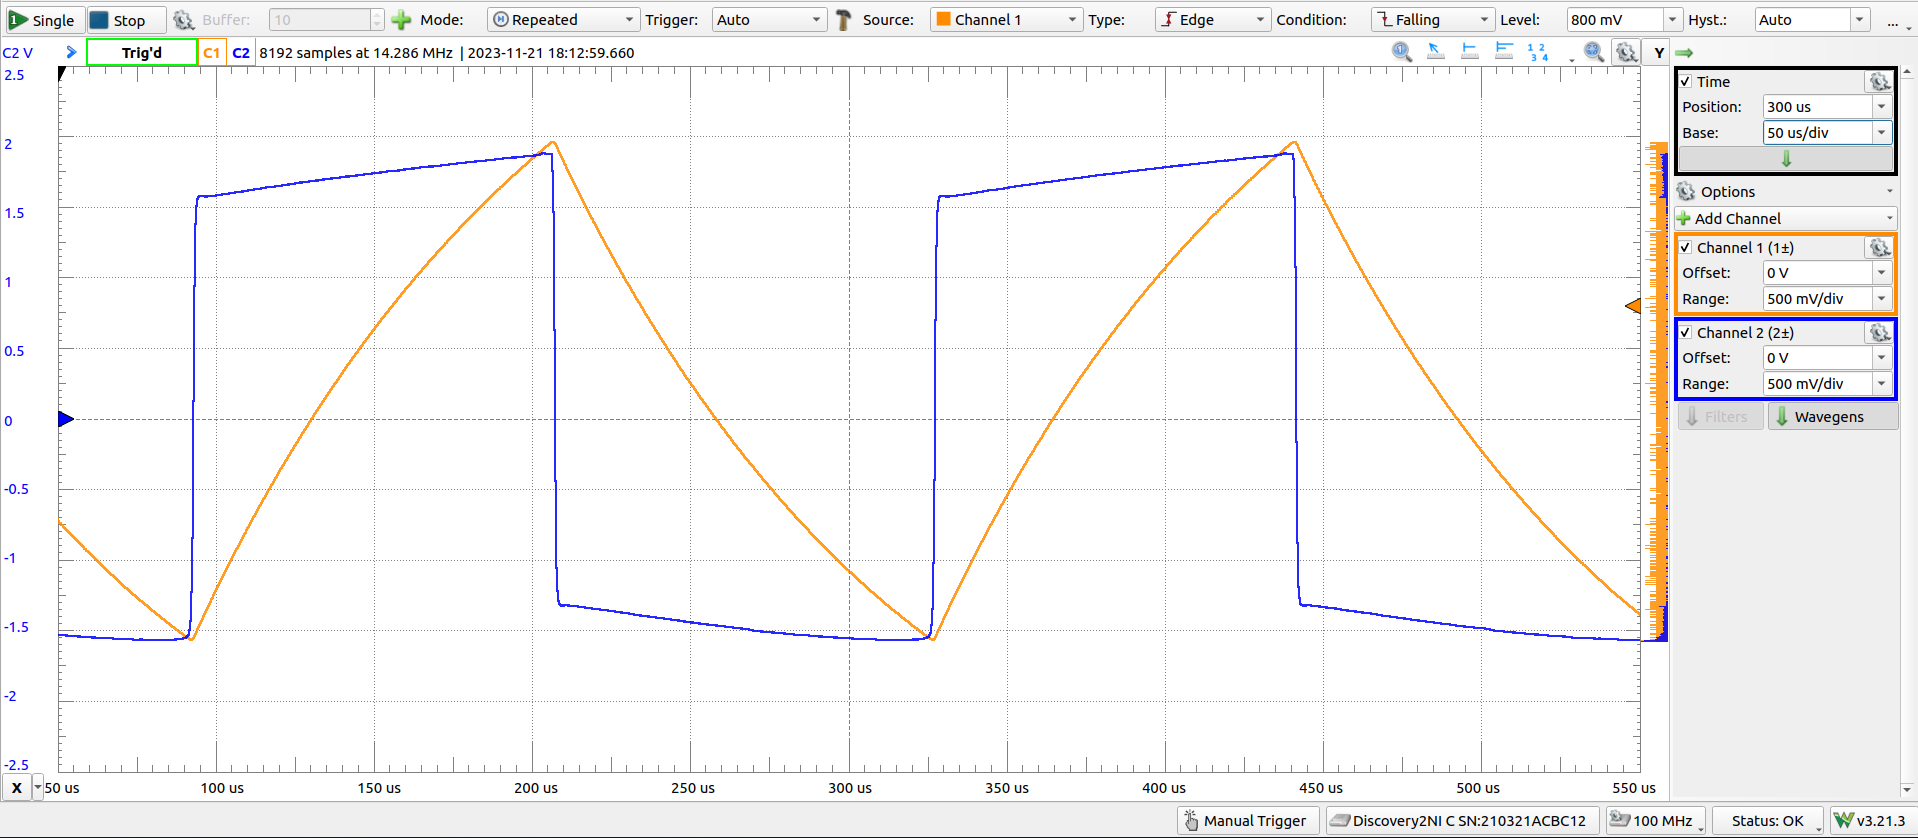 Single Stop Buffer: 10 Mode: Repeated Trigger: Auto Source: Channel 1 Type: Edge Condition: Falling Level: 800 mV Hyst.: Auto ...
C2 V Trig'd C1 C2 8192 samples at 14.286 MHz | 2023-11-21 18:12:59.660 1 2 3 4 Y
2.5
2
1.5
1
0.5
0
-0.5
-1
-1.5
-2
-2.5
X 50 us 100 us 150 us 200 us 250 us 300 us 350 us 400 us 450 us 500 us 550 us
Time
Position: 300 us
Base: 50 us/div
Options
Add Channel
Channel 1 (1±)
Offset: 0 V
Range: 500 mV/div
Channel 2 (2±)
Offset: 0 V
Range: 500 mV/div
Filters Wavegens
Manual Trigger Discovery2NI C SN:210321ACBC12 100 MHz Status: OK W v3.21.3